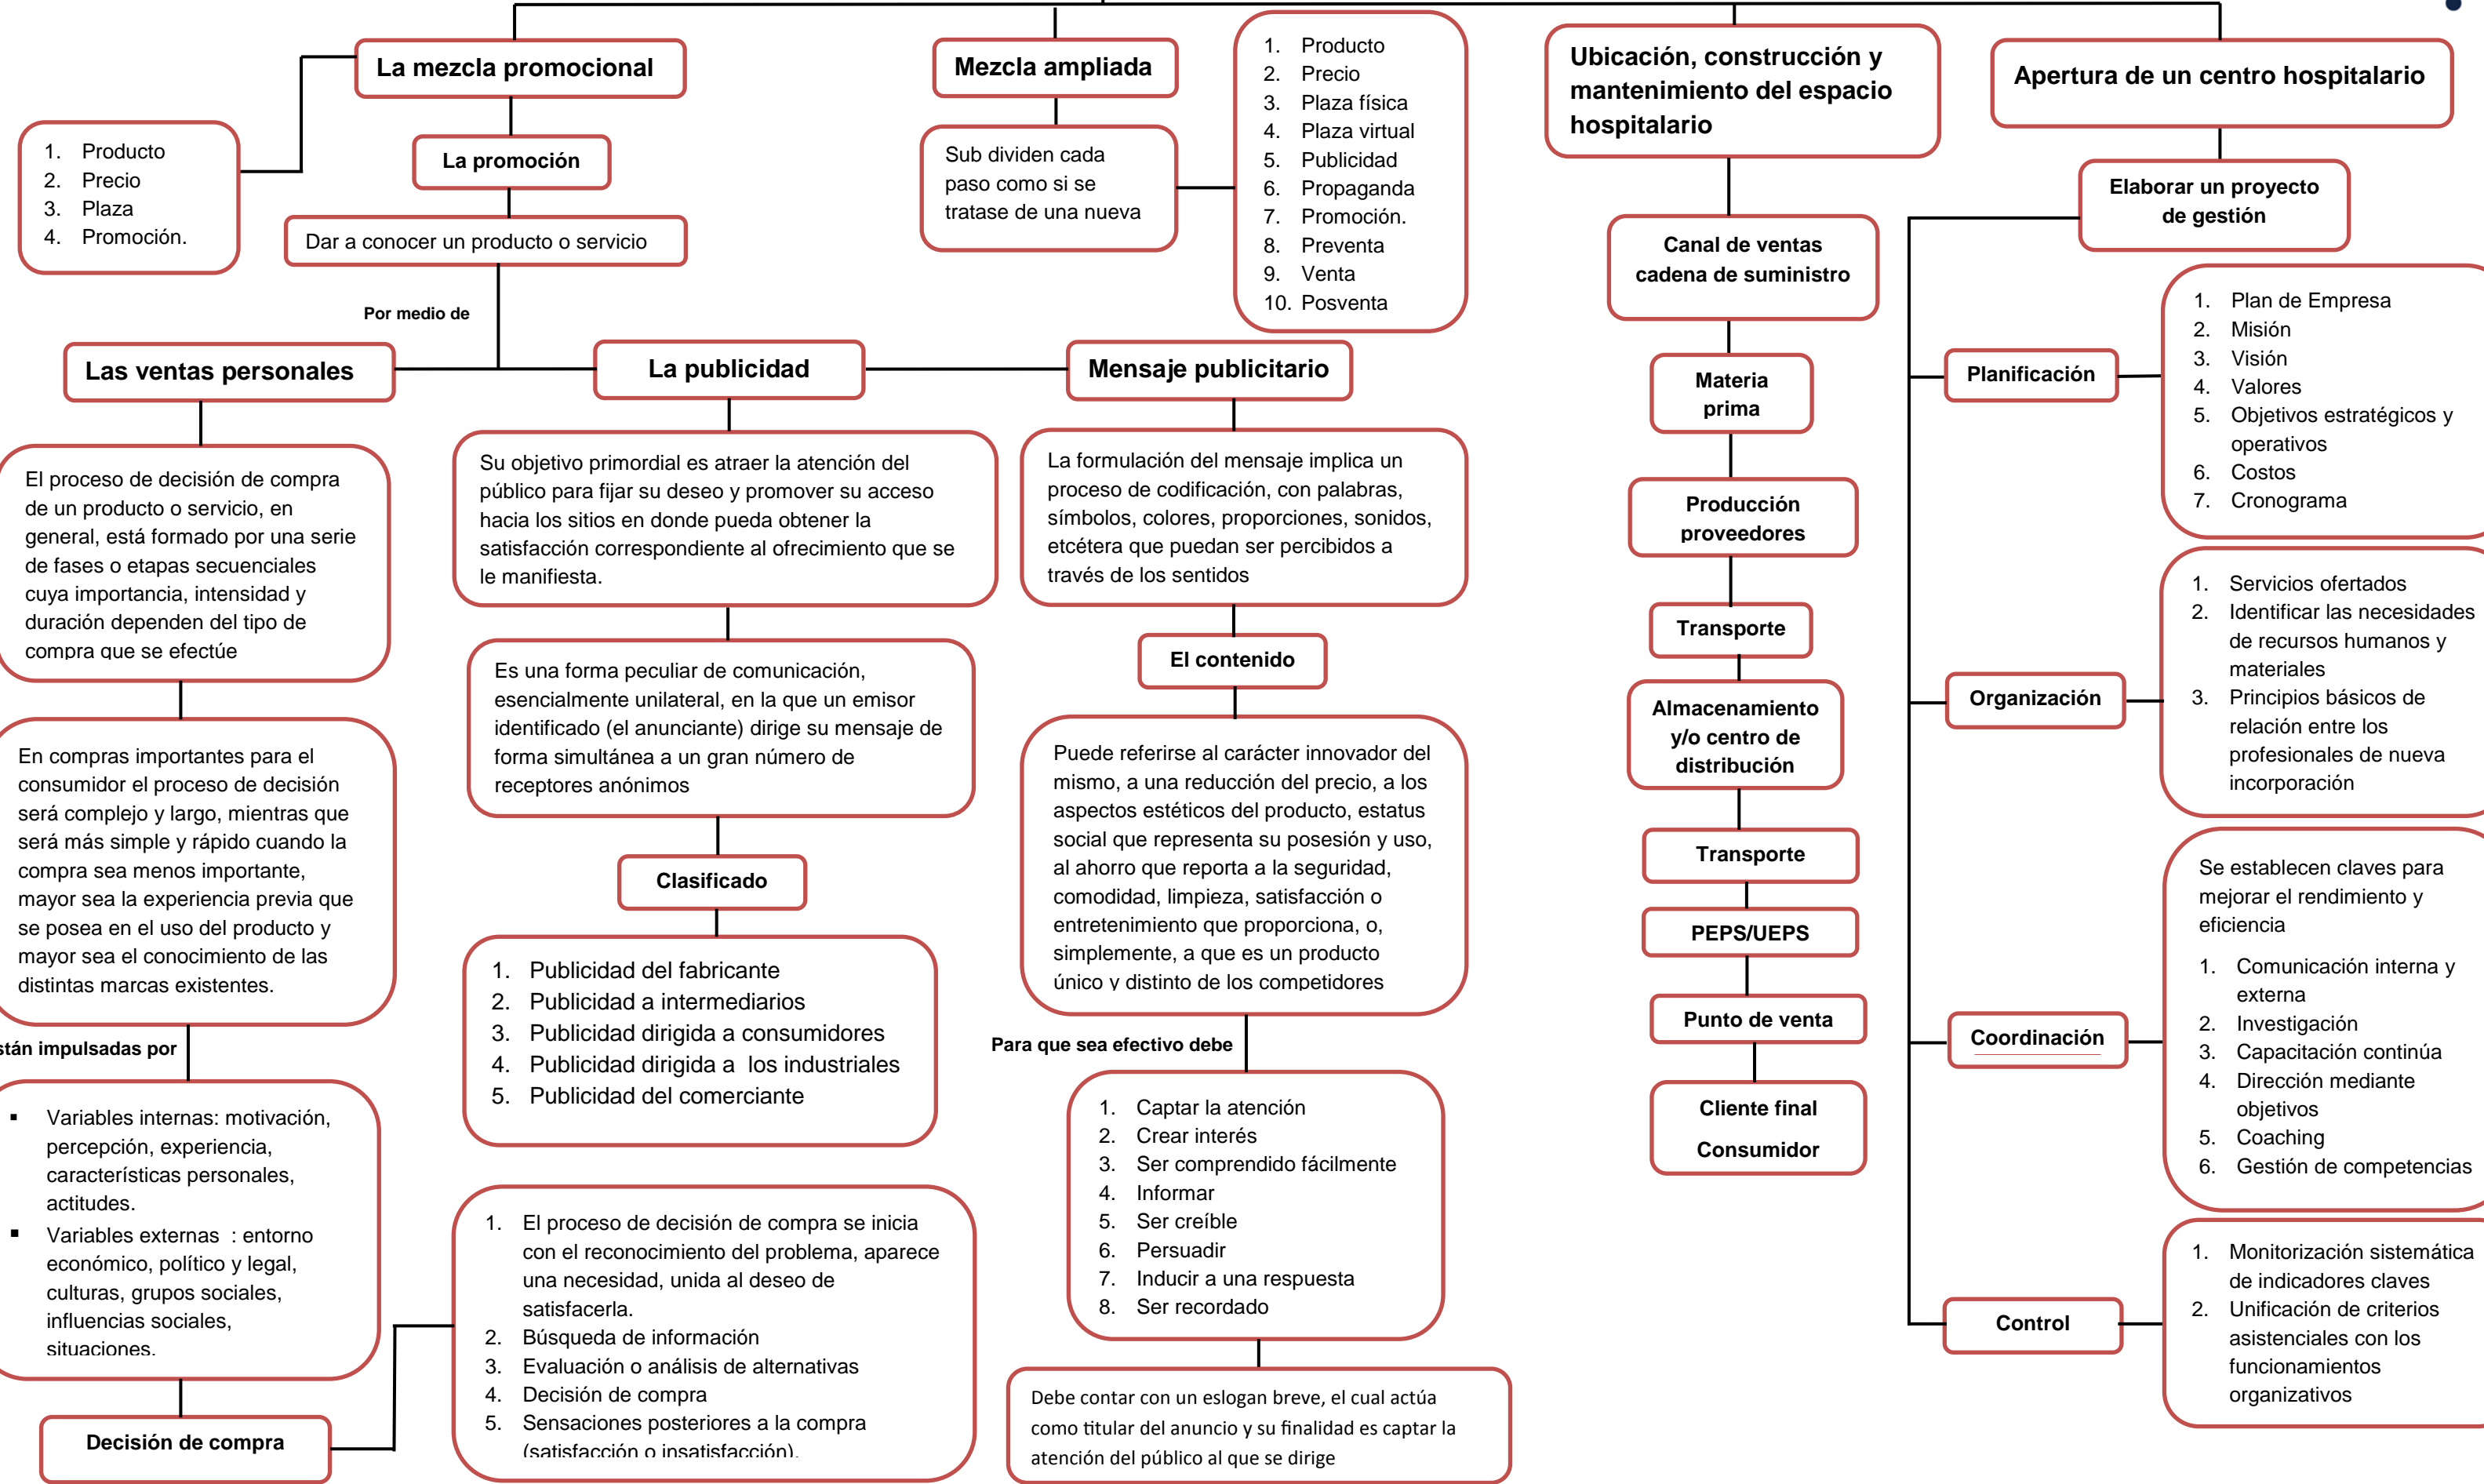 La mezcla promocional
1. Producto
2. Precio
3. Plaza
4. Promoción.
La promoción
Dar a conocer un producto o servicio
Por medio de
Las ventas personales
El proceso de decisión de compra
de un producto o servicio, en
general, está formado por una serie
de fases o etapas secuenciales
cuya importancia, intensidad y
duración dependen del tipo de
compra que se efectúe
En compras importantes para el
consumidor el proceso de decisión
será complejo y largo, mientras que
será más simple y rápido cuando la
compra sea menos importante,
mayor sea la experiencia previa que
se posea en el uso del producto y
mayor sea el conocimiento de las
distintas marcas existentes.
stán impulsadas por
▪ Variables internas: motivación,
percepción, experiencia,
características personales,
actitudes.
▪ Variables externas : entorno
económico, político y legal,
culturas, grupos sociales,
influencias sociales,
situaciones.
Decisión de compra
1. El proceso de decisión de compra se inicia
con el reconocimiento del problema, aparece
una necesidad, unida al deseo de
satisfacerla.
2. Búsqueda de información
3. Evaluación o análisis de alternativas
4. Decisión de compra
5. Sensaciones posteriores a la compra
(satisfacción o insatisfacción).
La publicidad
Su objetivo primordial es atraer la atención del
público para fijar su deseo y promover su acceso
hacia los sitios en donde pueda obtener la
satisfacción correspondiente al ofrecimiento que se
le manifiesta.
Es una forma peculiar de comunicación,
esencialmente unilateral, en la que un emisor
identificado (el anunciante) dirige su mensaje de
forma simultánea a un gran número de
receptores anónimos
Clasificado
1. Publicidad del fabricante
2. Publicidad a intermediarios
3. Publicidad dirigida a consumidores
4. Publicidad dirigida a  los industriales
5. Publicidad del comerciante
Mensaje publicitario
La formulación del mensaje implica un
proceso de codificación, con palabras,
símbolos, colores, proporciones, sonidos,
etcétera que puedan ser percibidos a
través de los sentidos
El contenido
Puede referirse al carácter innovador del
mismo, a una reducción del precio, a los
aspectos estéticos del producto, estatus
social que representa su posesión y uso,
al ahorro que reporta a la seguridad,
comodidad, limpieza, satisfacción o
entretenimiento que proporciona, o,
simplemente, a que es un producto
único y distinto de los competidores
Para que sea efectivo debe
1. Captar la atención
2. Crear interés
3. Ser comprendido fácilmente
4. Informar
5. Ser creíble
6. Persuadir
7. Inducir a una respuesta
8. Ser recordado
Debe contar con un eslogan breve, el cual actúa
como titular del anuncio y su finalidad es captar la
atención del público al que se dirige
Mezcla ampliada
Sub dividen cada
paso como si se
tratase de una nueva
1. Producto
2. Precio
3. Plaza física
4. Plaza virtual
5. Publicidad
6. Propaganda
7. Promoción.
8. Preventa
9. Venta
10. Posventa
Ubicación, construcción y
mantenimiento del espacio
hospitalario
Canal de ventas
cadena de suministro
Materia
prima
Producción
proveedores
Transporte
Almacenamiento
y/o centro de
distribución
Transporte
PEPS/UEPS
Punto de venta
Cliente final
Consumidor
Apertura de un centro hospitalario
Elaborar un proyecto
de gestión
Planificación
1. Plan de Empresa
2. Misión
3. Visión
4. Valores
5. Objetivos estratégicos y
operativos
6. Costos
7. Cronograma
Organización
1. Servicios ofertados
2. Identificar las necesidades
de recursos humanos y
materiales
3. Principios básicos de
relación entre los
profesionales de nueva
incorporación
Coordinación
Se establecen claves para
mejorar el rendimiento y
eficiencia
1. Comunicación interna y
externa
2. Investigación
3. Capacitación continúa
4. Dirección mediante
objetivos
5. Coaching
6. Gestión de competencias
Control
1. Monitorización sistemática
de indicadores claves
2. Unificación de criterios
asistenciales con los
funcionamientos
organizativos